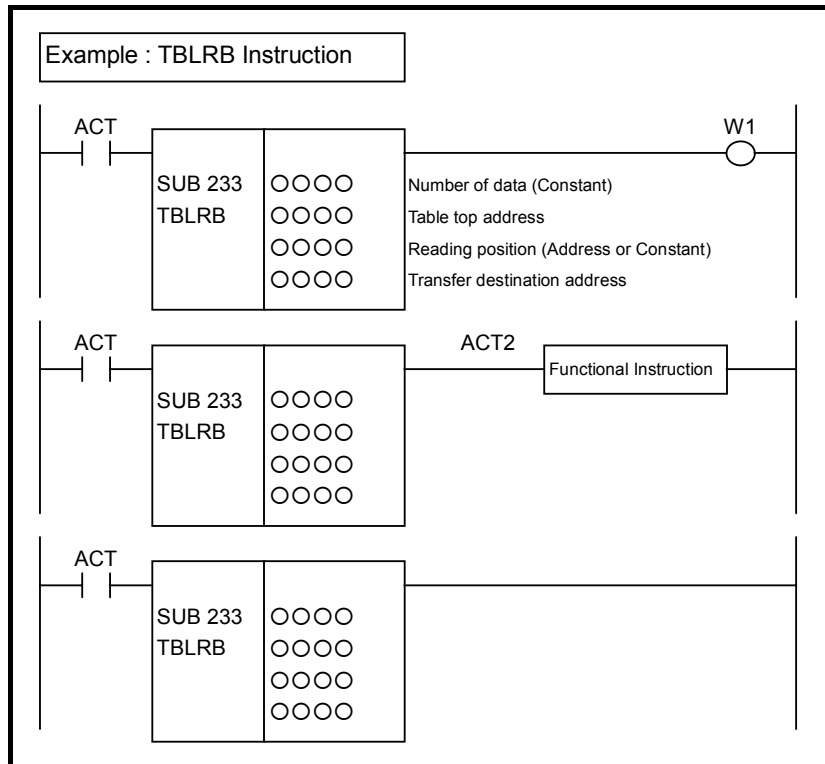 Example : TBLRB Instruction
ACT W1
SUB 233 ○○○○ Number of data (Constant)
TBLRB ○○○○ Table top address
○○○○ Reading position (Address or Constant)
○○○○ Transfer destination address
ACT ACT2
Functional Instruction
SUB 233 ○○○○
TBLRB ○○○○
○○○○
○○○○
ACT
SUB 233 ○○○○
TBLRB ○○○○
○○○○
○○○○